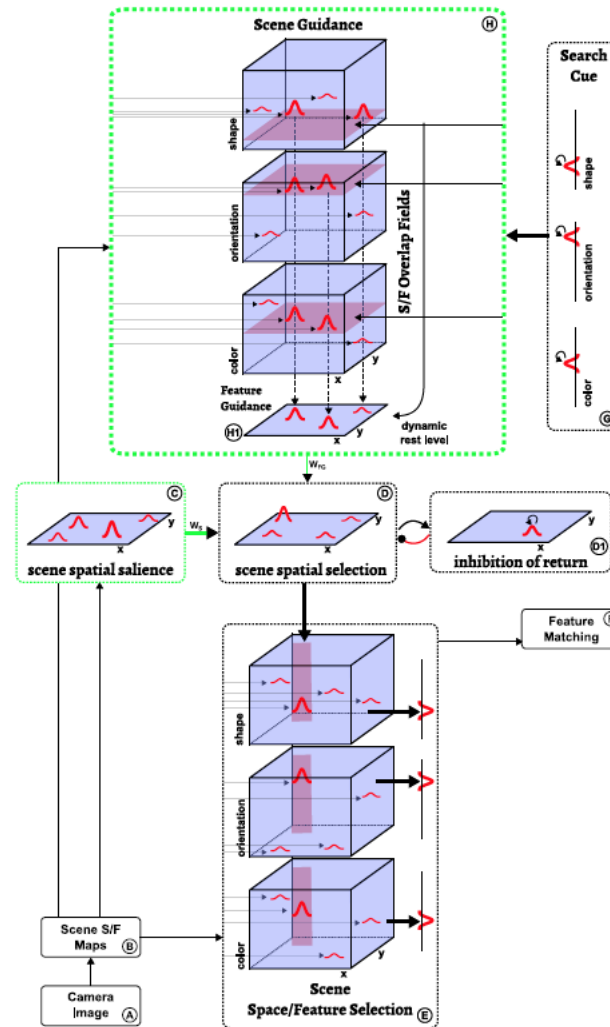 Scene Guidance
H
Search
Cue
shape
orientation
color
G
shape
orientation
color
S/F Overlap Fields
y
x
Feature
Guidance
H1
y
x
dynamic
rest level
W_FG
C
y
x
scene spatial salience
W_S
D
y
x
scene spatial selection
y
x
D1
inhibition of return
Feature
Matching
shape
orientation
color
y
x
Scene
Space/Feature Selection
E
Scene S/F
Maps
B
Camera
Image
A